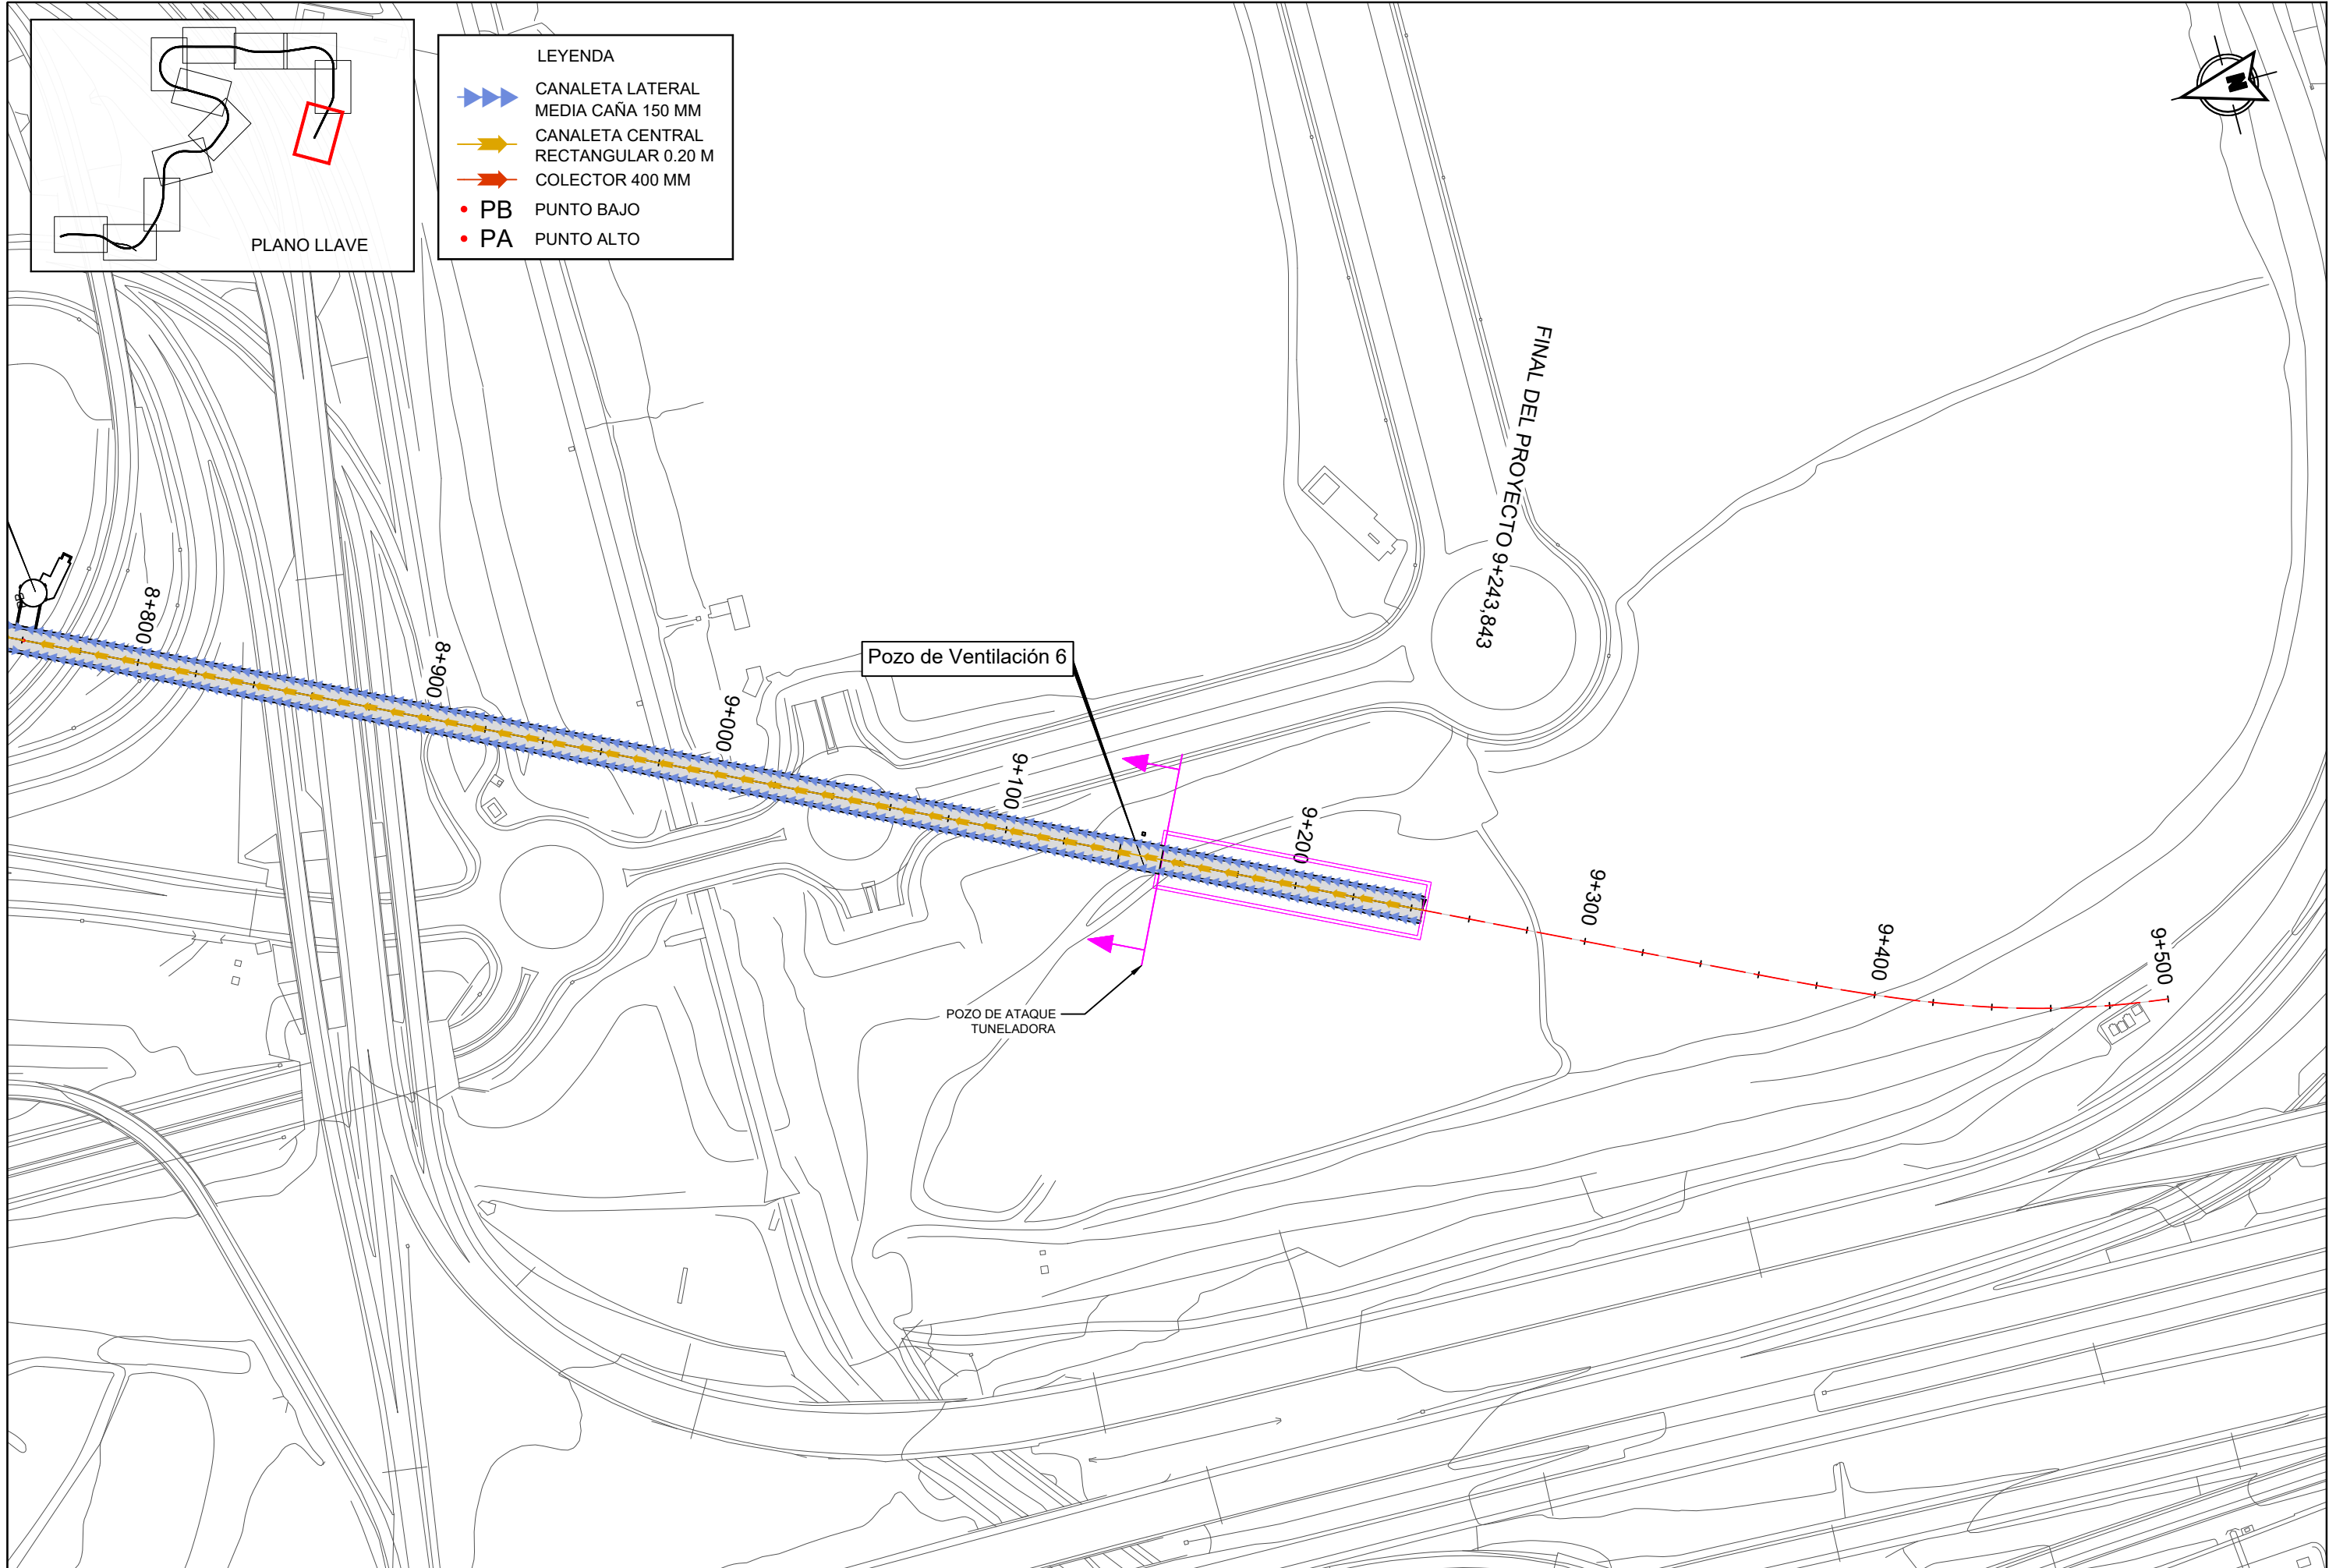 PLANO LLAVE
LEYENDA
CANALETA LATERAL
MEDIA CAÑA 150 MM
CANALETA CENTRAL
RECTANGULAR 0.20 M
COLECTOR 400 MM
PB PUNTO BAJO
PA PUNTO ALTO
N
FINAL DEL PROYECTO 9+243,843
8+800
8+900
9+000
Pozo de Ventilación 6
9+100
9+200
9+300
9+400
9+500
POZO DE ATAQUE
TUNELADORA